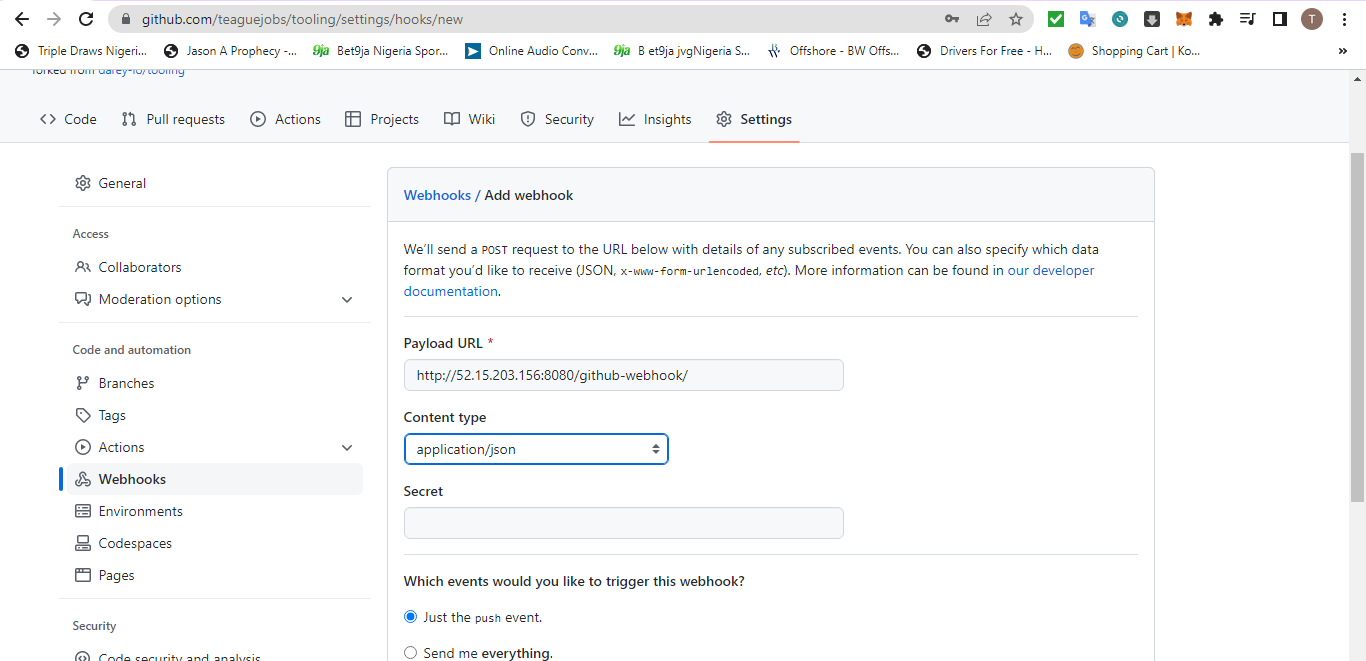 github.com/teaguejobs/tooling/settings/hooks/new
T
Triple Draws Nigeri... Jason A Prophecy -... 9ja Bet9ja Nigeria Spor... Online Audio Conv... 9ja B et9ja jvgNigeria S... Offshore - BW Offs... Drivers For Free - H... Shopping Cart | Ko... »
forked from darey-io/tooling
Code Pull requests Actions Projects Wiki Security Insights Settings
General
Access
Collaborators
Moderation options
Code and automation
Branches
Tags
Actions
Webhooks
Environments
Codespaces
Pages
Security
Code security and analysis
Webhooks / Add webhook
We'll send a POST request to the URL below with details of any subscribed events. You can also specify which data
format you'd like to receive (JSON, x-www-form-urlencoded, etc). More information can be found in our developer
documentation.
Payload URL *
http://52.15.203.156:8080/github-webhook/
Content type
application/json
Secret
Which events would you like to trigger this webhook?
Just the push event.
Send me everything.